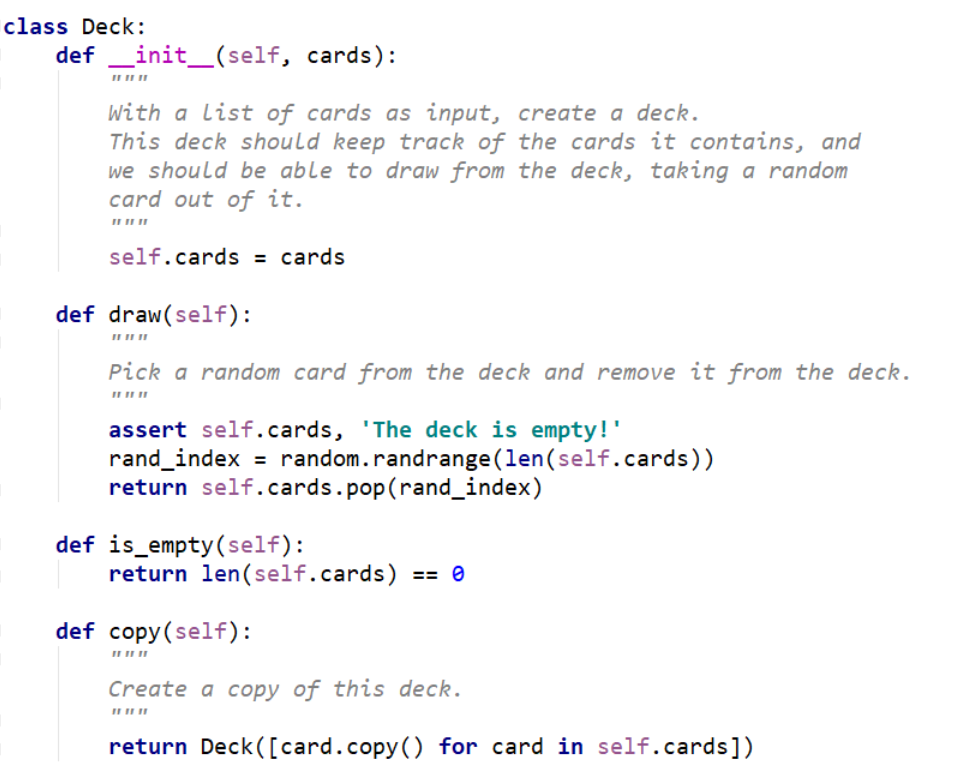 class Deck:
    def __init__(self, cards):
        """
        With a list of cards as input, create a deck.
        This deck should keep track of the cards it contains, and
        we should be able to draw from the deck, taking a random
        card out of it.
        """
        self.cards = cards
    def draw(self):
        """
        Pick a random card from the deck and remove it from the deck.
        """
        assert self.cards, 'The deck is empty!'
        rand_index = random.randrange(len(self.cards))
        return self.cards.pop(rand_index)
    def is_empty(self):
        return len(self.cards) == 0
    def copy(self):
        """
        Create a copy of this deck.
        """
        return Deck([card.copy() for card in self.cards])